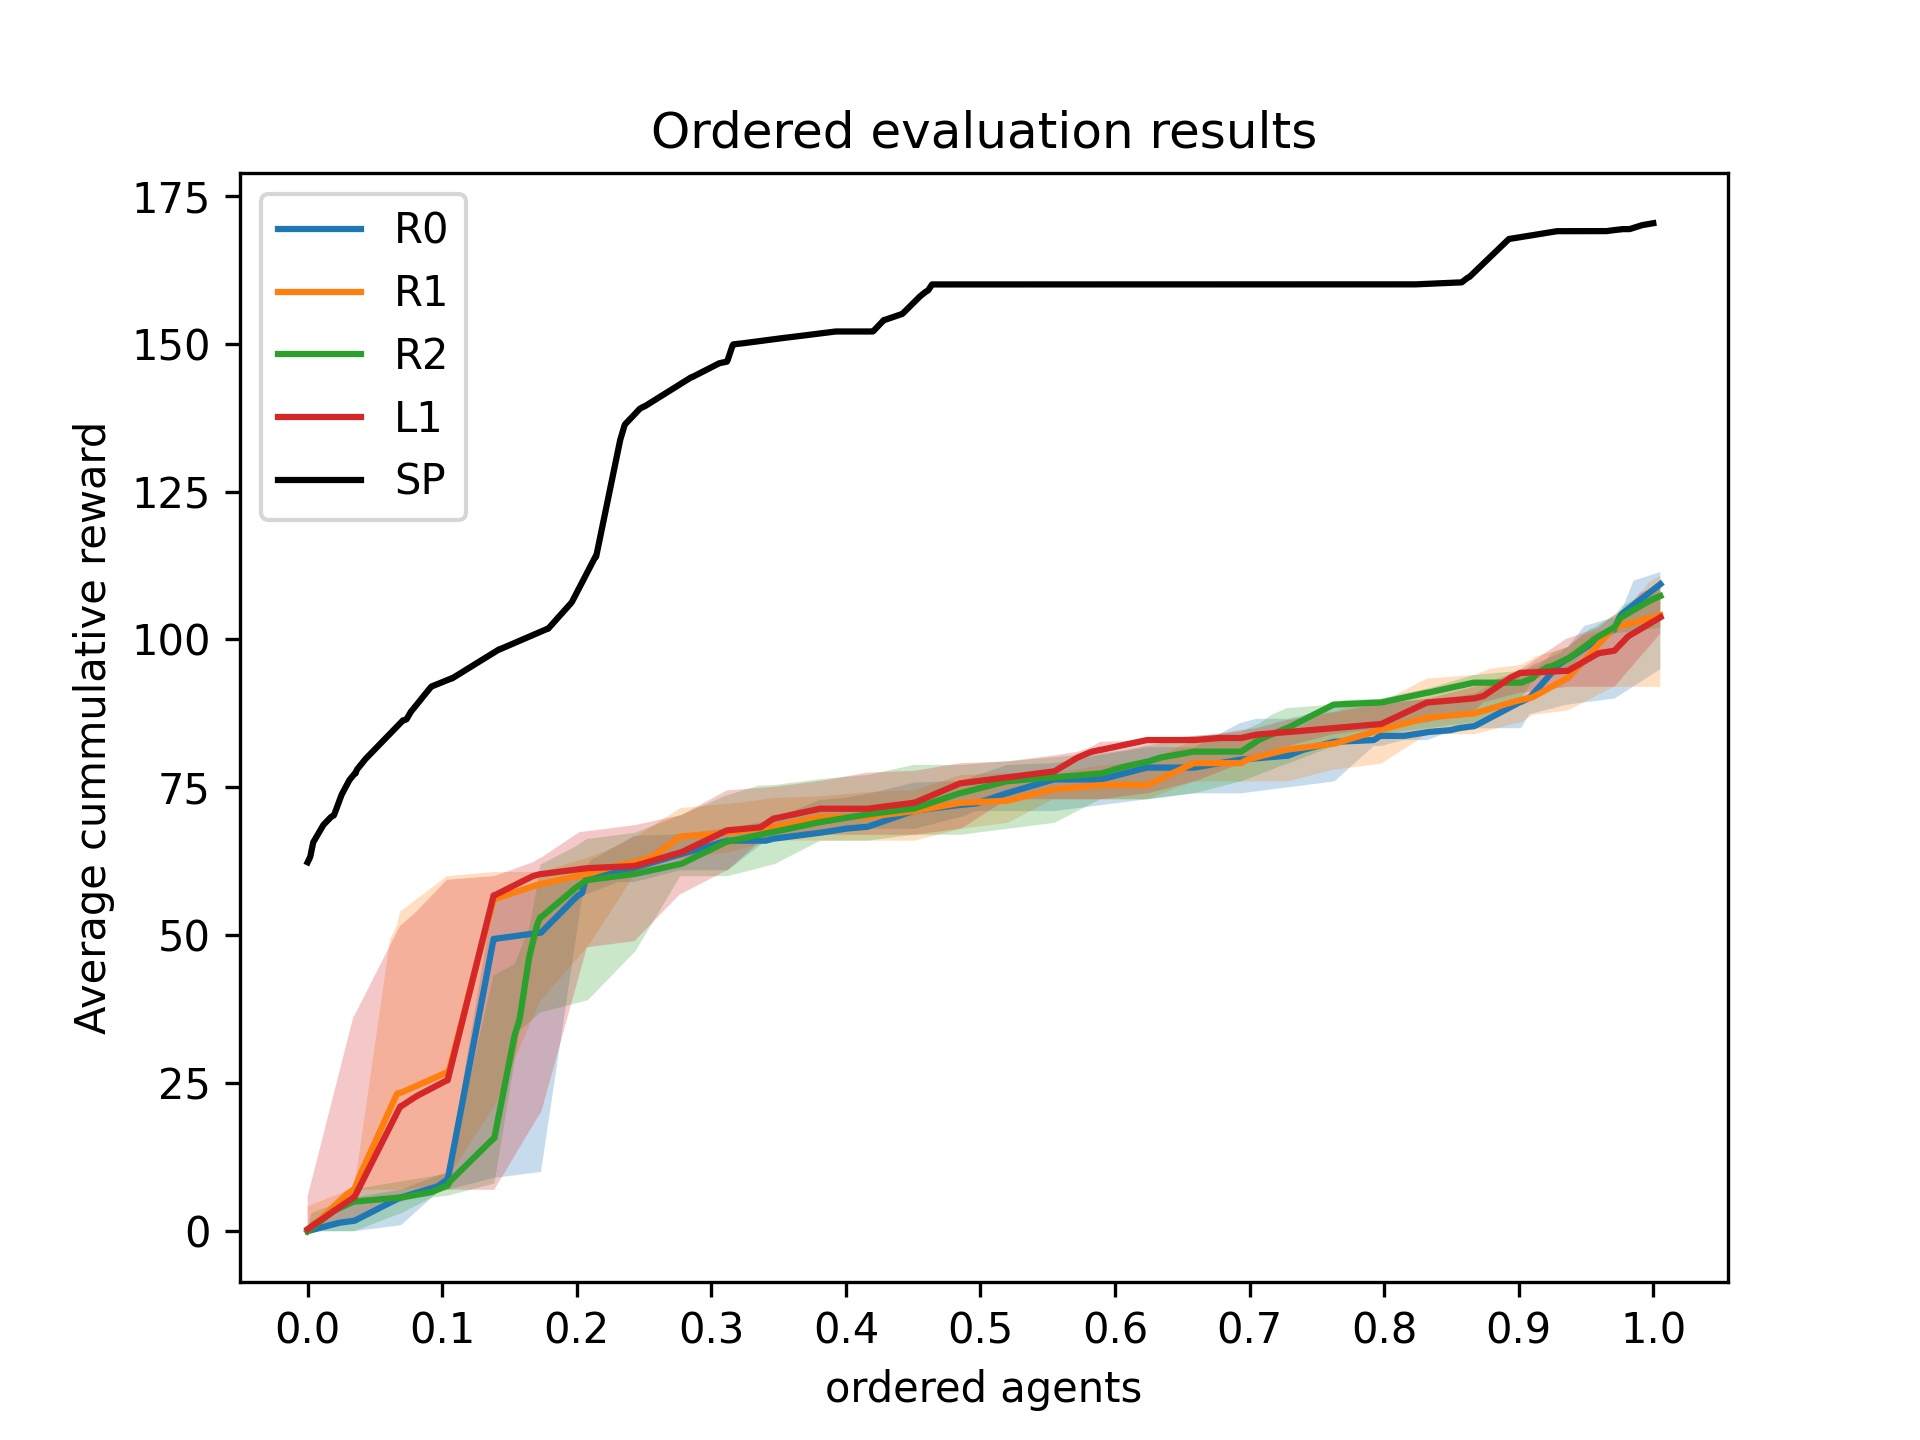 Ordered evaluation results
175
150
125
100
75
50
25
0
Average cummulative reward
R0
R1
R2
L1
SP
0.0 0.1 0.2 0.3 0.4 0.5 0.6 0.7 0.8 0.9 1.0
ordered agents